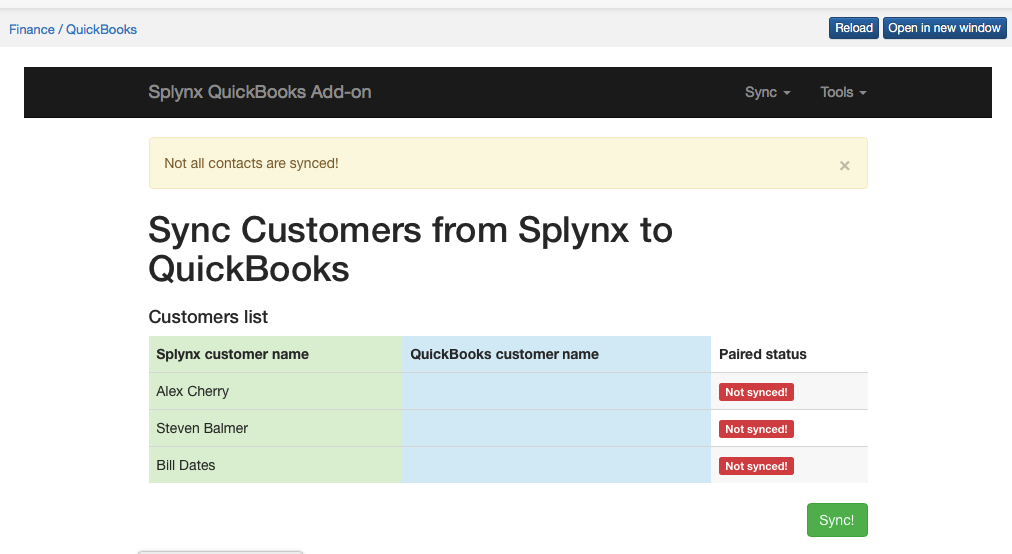 Finance / QuickBooks
Reload
Open in new window
Splynx QuickBooks Add-on
Sync
Tools
Not all contacts are synced!
×
Sync Customers from Splynx to
QuickBooks
Customers list
Splynx customer name QuickBooks customer name Paired status
Alex Cherry Not synced!
Steven Balmer Not synced!
Bill Dates Not synced!
Sync!